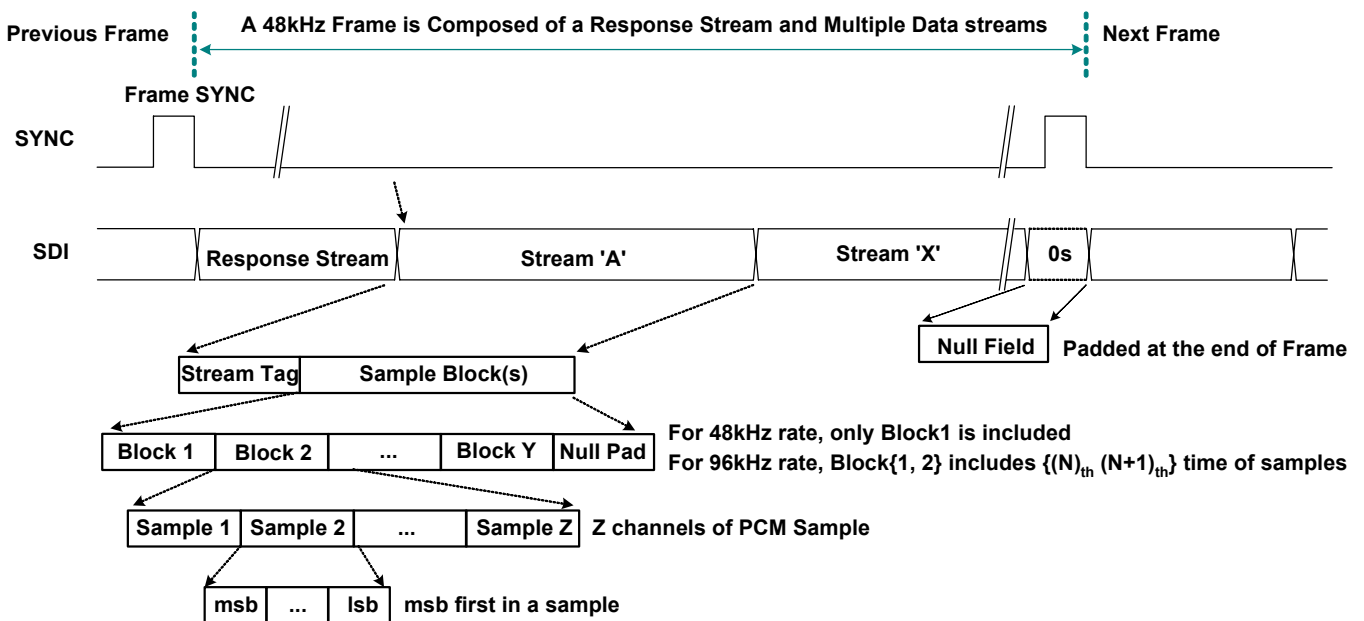 Previous Frame
A 48kHz Frame is Composed of a Response Stream and Multiple Data streams
Next Frame
Frame SYNC
SYNC
SDI
Response Stream
Stream 'A'
Stream 'X'
0s
Null Field
Padded at the end of Frame
Stream Tag
Sample Block(s)
Block 1
Block 2
...
Block Y
Null Pad
For 48kHz rate, only Block1 is included
For 96kHz rate, Block{1, 2} includes {(N)th (N+1)th} time of samples
Sample 1
Sample 2
...
Sample Z
Z channels of PCM Sample
msb
...
lsb
msb first in a sample